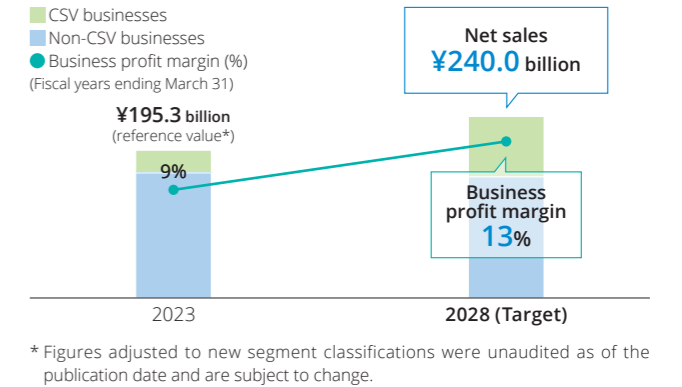 CSV businesses
Non-CSV businesses
Business profit margin (%)
(Fiscal years ending March 31)
¥195.3 billion
(reference value*)
9%
Net sales
¥240.0 billion
Business
profit margin
13%
2023
2028 (Target)
* Figures adjusted to new segment classifications were unaudited as of the
publication date and are subject to change.